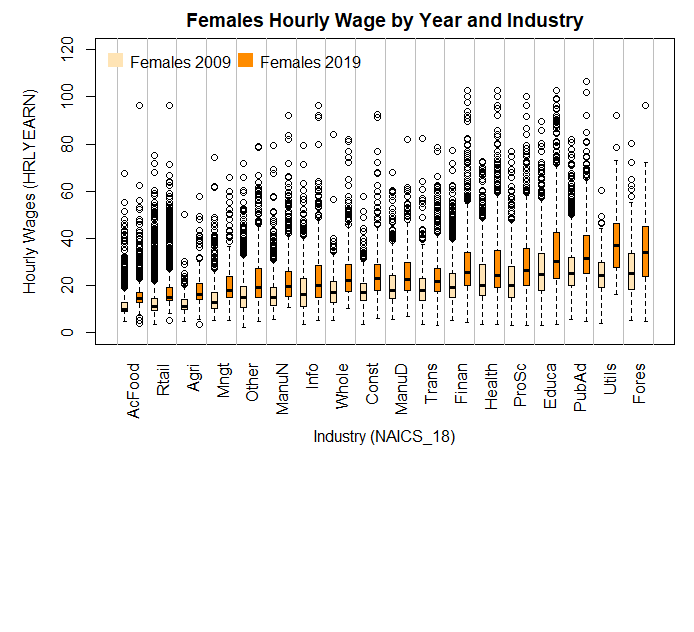 Females Hourly Wage by Year and Industry
Females 2009 Females 2019
Hourly Wages (HRLYEARN)
120
100
80
60
40
20
0
AcFood Rtail Agri Mngt Other ManuN Info Whole Const ManuD Trans Finan Health ProSc Educa PubAd Utils Fores
Industry (NAICS_18)